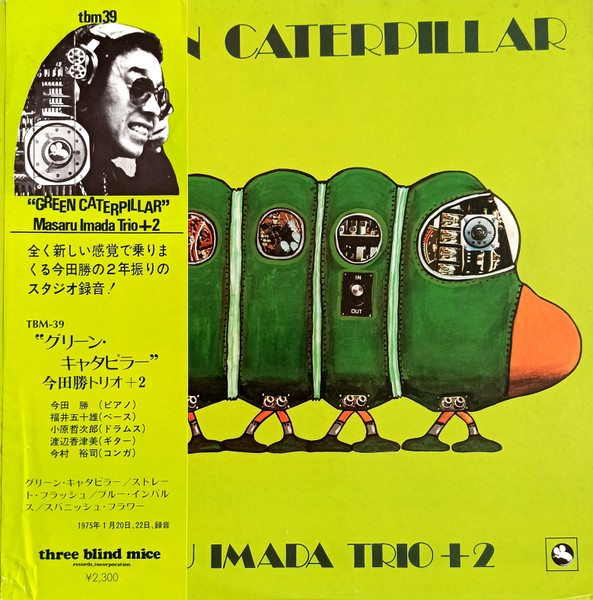 tbm39
"GREEN CATERPILLAR"
Masaru Imada Trio+2
全く新しい感覚で乗りま
くる今田勝の2年振りの
スタジオ録音!
TBM-39
"グリーン・
キャタピラー"
今田勝トリオ+2
今田 勝 (ピアノ)
福井五十雄(ベース)
小原哲次郎(ドラムス)
渡辺香津美(ギター)
今村 裕司(コンガ)
グリーン・キャタピラー/ストレー
ト・フラッシュ/ブルー・インパル
ス/スパニッシュ・フラワー
1975年1月20日、22日、録音
three blind mice
records, incorporation
¥2,300
N CATERPILLAR
IN
OUT
U IMADA TRIO+2